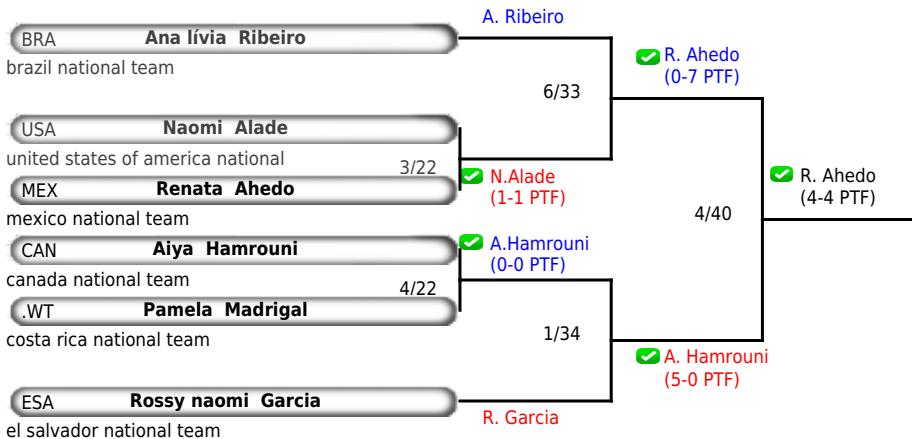 A. Ribeiro
BRA Ana lívia Ribeiro
brazil national team
R. Ahedo
(0-7 PTF)
6/33
USA Naomi Alade
united states of america national
3/22
N.Alade
(1-1 PTF)
MEX Renata Ahedo
mexico national team
R. Ahedo
(4-4 PTF)
4/40
CAN Aiya Hamrouni
canada national team
A.Hamrouni
(0-0 PTF)
4/22
.WT Pamela Madrigal
costa rica national team
1/34
A. Hamrouni
(5-0 PTF)
ESA Rossy naomi Garcia
el salvador national team
R. Garcia